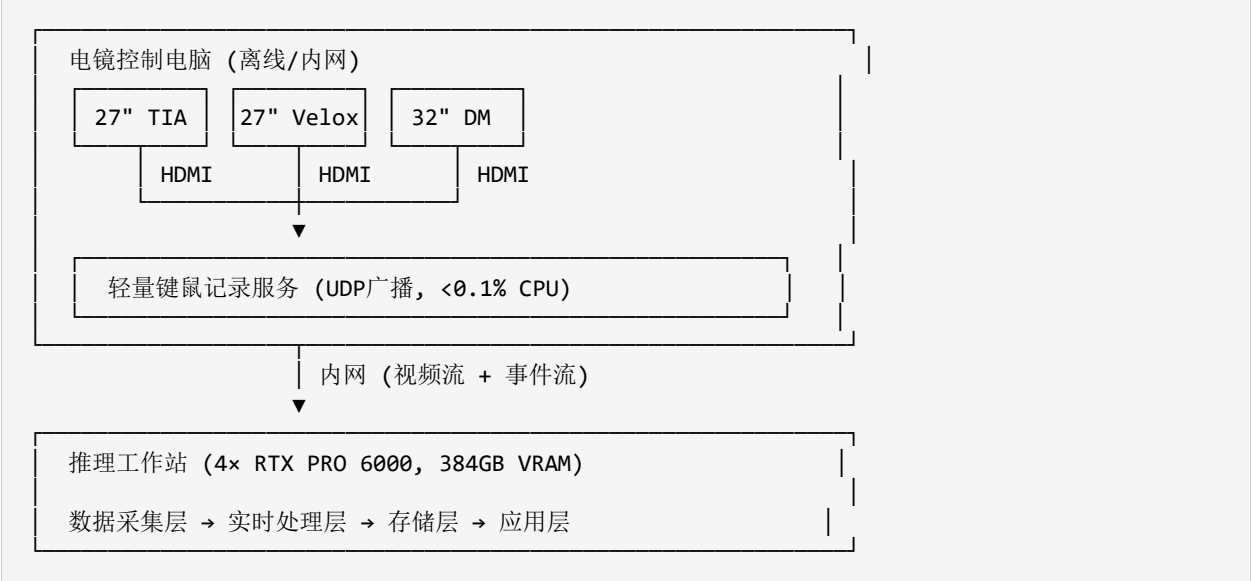 电镜控制电脑 (离线/内网)
27" TIA 27" Velox 32" DM
HDMI HDMI HDMI
轻量键鼠记录服务 (UDP广播, <0.1% CPU)
内网 (视频流 + 事件流)
推理工作站 (4× RTX PRO 6000, 384GB VRAM)
数据采集层 → 实时处理层 → 存储层 → 应用层